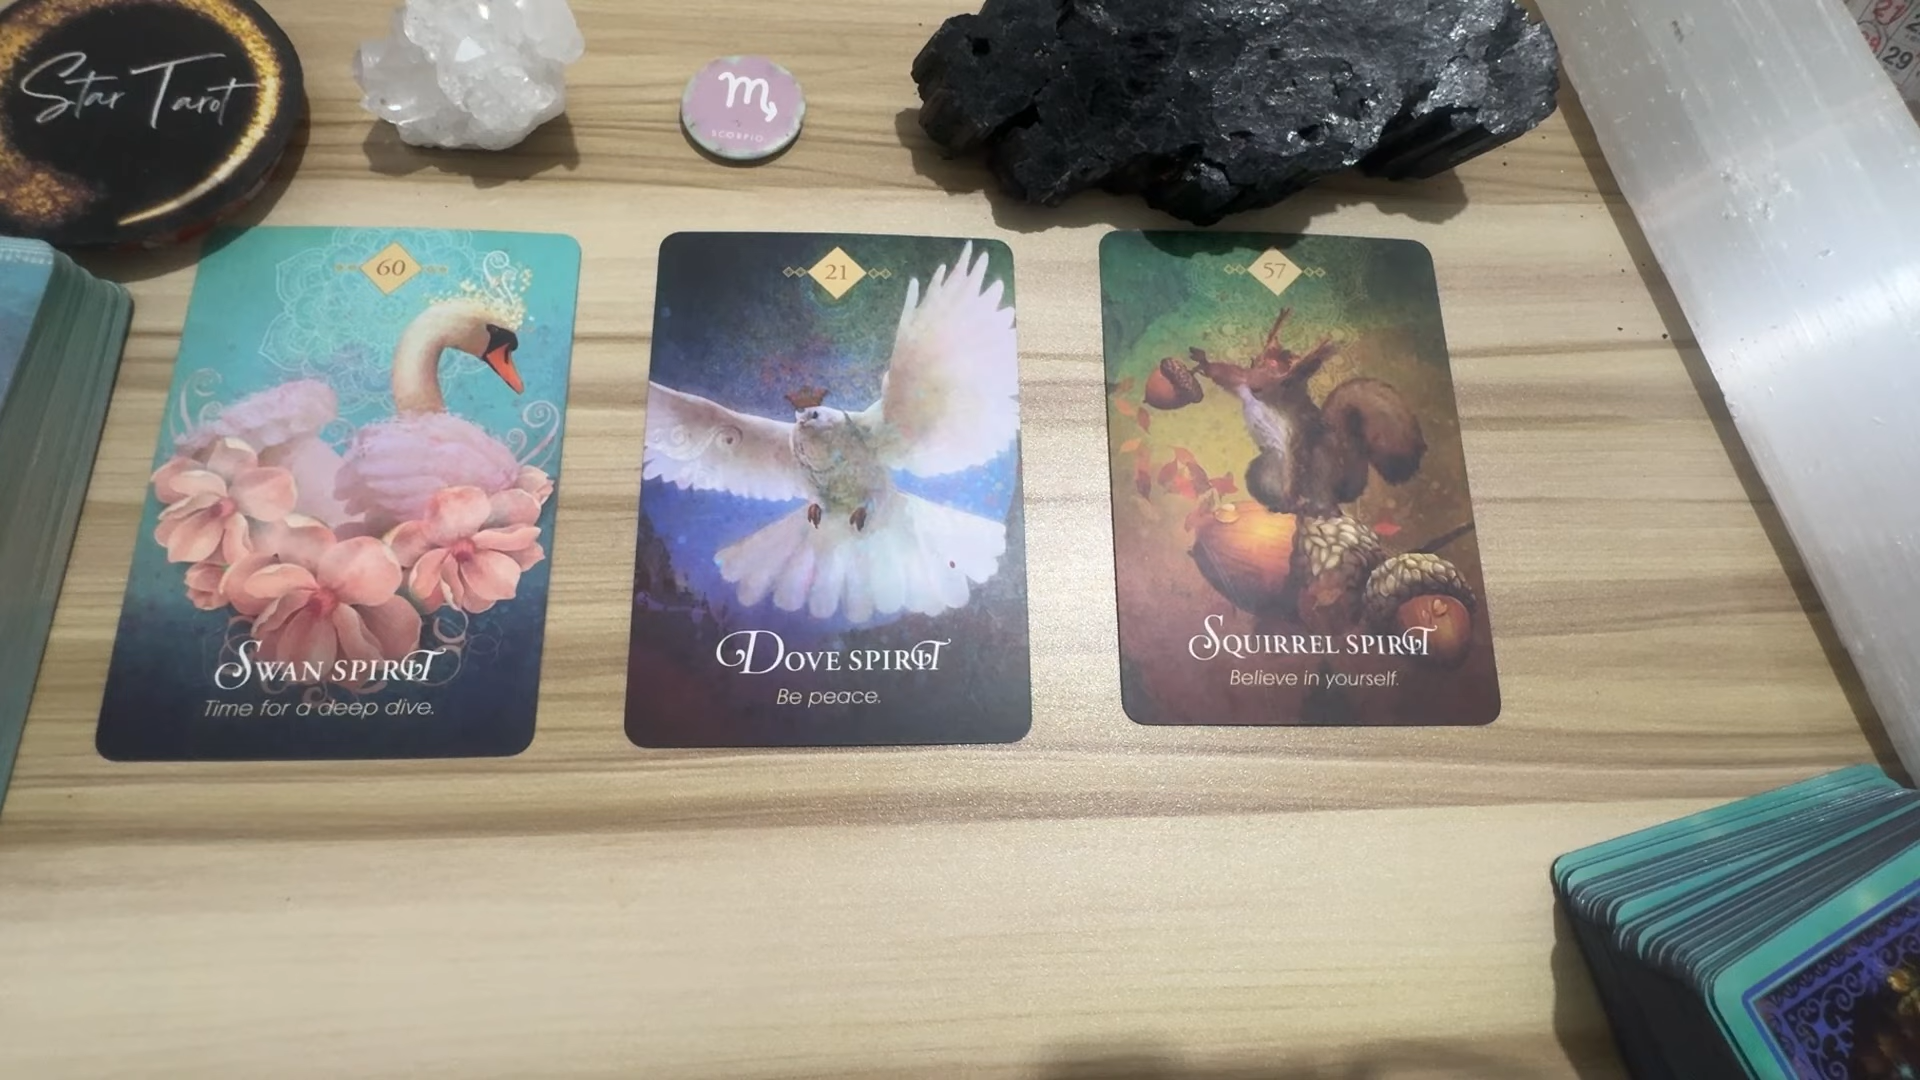 Star Tarot
SCORPIO
60
SWAN SPIRIT
Time for a deep dive.
21
DOVE SPIRIT
Be peace.
57
SQUIRREL SPIRIT
Believe in yourself.
29